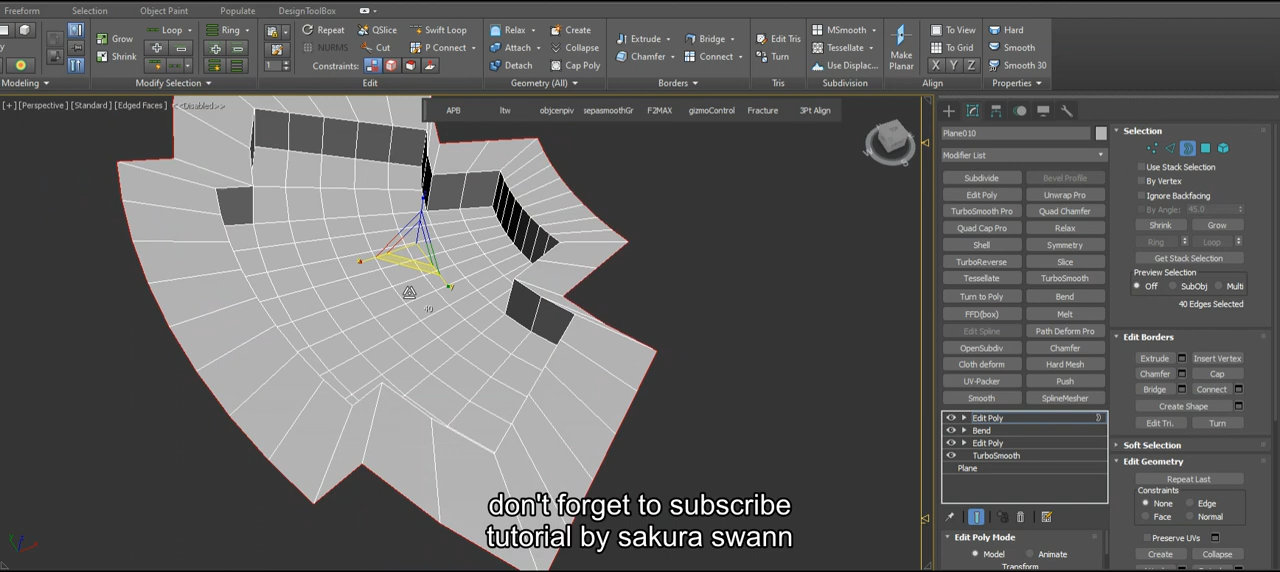 Freeform Selection Object Paint Populate DesignToolBox
Grow Loop Ring Repeat QSlice Swift Loop Relax Create Extrude Bridge Edit Tris MSmooth To View Hard
Shrink NURMS Cut P Connect Attach Collapse Chamfer Connect Turn Tessellate Make Planar To Grid Smooth
1 Constraints: Detach Cap Poly Use Displac... X Y Z Smooth 30
Modeling Modify Selection Edit Geometry (All) Borders Tris Subdivision Align Properties
[+] [Perspective] [Standard] [Edged Faces] <<Disabled>>
APB ltw objcenpiv sepasmoothGr F2MAX gizmoControl Fracture 3Pt Align
40
Plane010
Modifier List
Subdivide Bevel Profile
Edit Poly Unwrap Pro
TurboSmooth Pro Quad Chamfer
Quad Cap Pro Relax
Shell Symmetry
TurboReverse Slice
Tessellate TurboSmooth
Turn to Poly Bend
FFD(box) Melt
Edit Spline Path Deform Pro
OpenSubdiv Chamfer
Cloth deform Hard Mesh
UV-Packer Push
Smooth SplineMesher
Edit Poly
Bend
Edit Poly
TurboSmooth
Plane
Edit Poly Mode
Model Animate
Transform
Selection
Use Stack Selection
By Vertex
Ignore Backfacing
By Angle: 45.0
Shrink Grow
Ring Loop
Get Stack Selection
Preview Selection
Off SubObj Multi
40 Edges Selected
Edit Borders
Extrude Insert Vertex
Chamfer Cap
Bridge Connect
Create Shape
Edit Tri. Turn
Soft Selection
Edit Geometry
Repeat Last
Constraints
None Edge
Face Normal
Preserve UVs
Create Collapse
don't forget to subscribe
tutorial by sakura swann